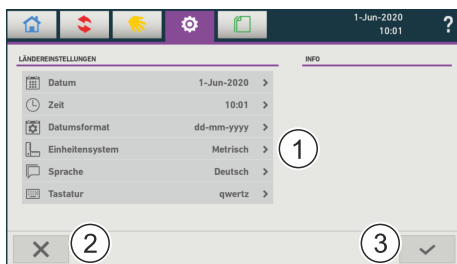 1-Jun-2020
10:01
?
LÄNDEREINSTELLUNGEN
INFO
Datum 1-Jun-2020 >
Zeit 10:01 >
Datumsformat dd-mm-yyyy >
Einheitensystem Metrisch >
Sprache Deutsch >
Tastatur qwertz >
1
2
3